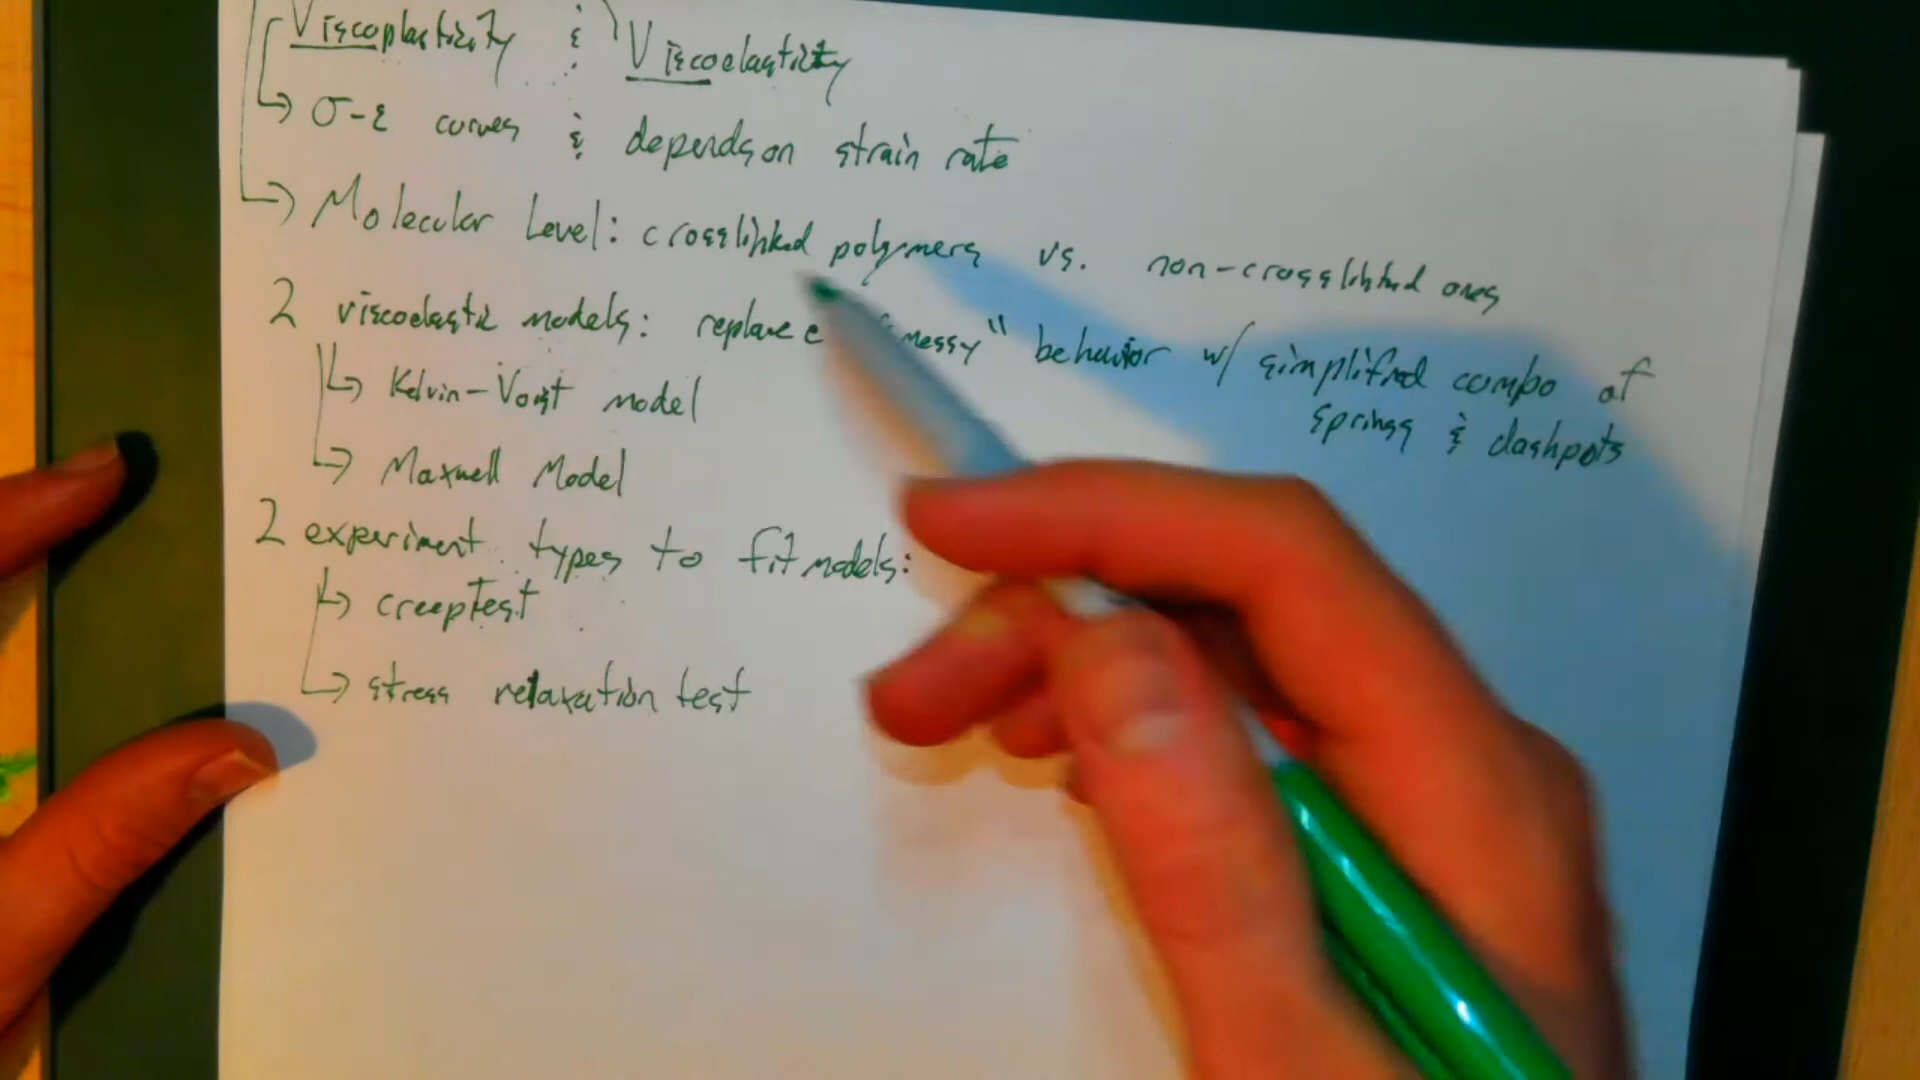 Viscoplasticity & Viscoelasticity
σ-ε curves & depends on strain rate
Molecular Level: crosslinked polymers vs. non-crosslinked ones
2 viscoelastic models: replace "messy" behavior w/ simplified combo of
springs & dashpots
Kelvin-Voigt model
Maxwell Model
2 experiment types to fit models:
creep Test
stress relaxation test